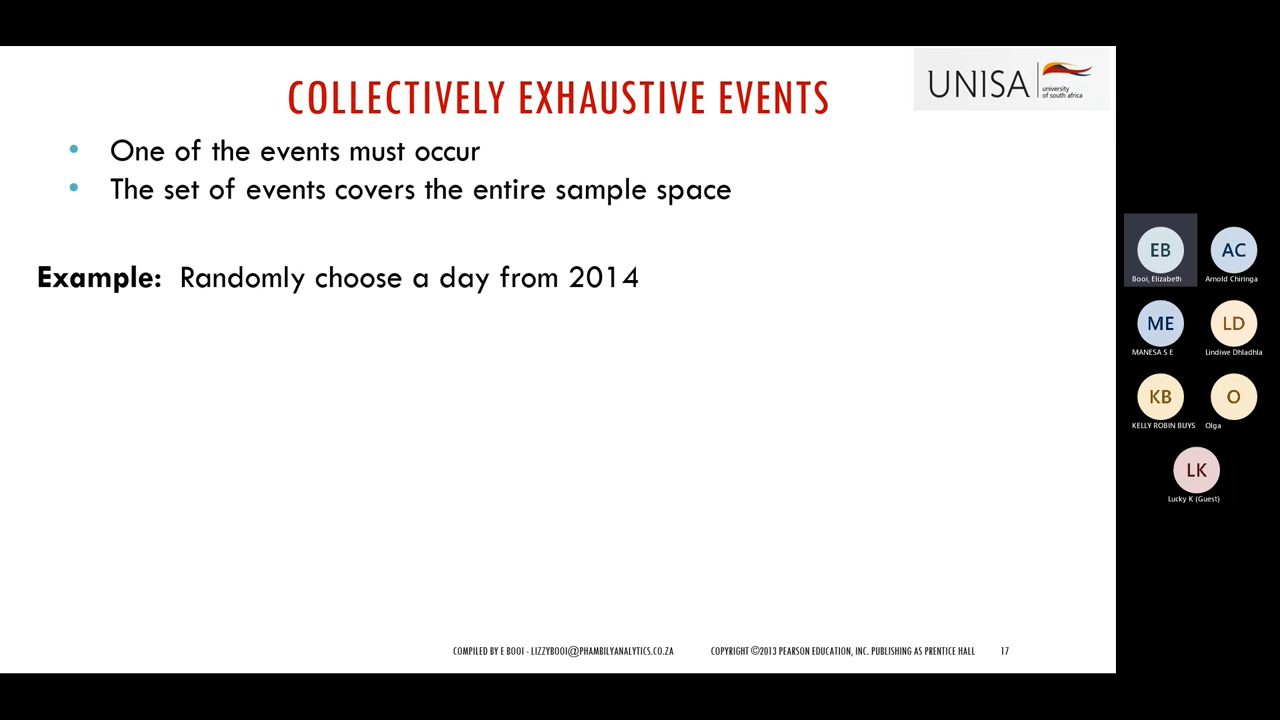 COLLECTIVELY EXHAUSTIVE EVENTS
UNISA
university
of south africa
• One of the events must occur
• The set of events covers the entire sample space
Example: Randomly choose a day from 2014
COMPILED BY E BOOI - LIZZYBOOI@PHAMBILYANALYTICS.CO.ZA
COPYRIGHT ©2013 PEARSON EDUCATION, INC. PUBLISHING AS PRENTICE HALL
17
EB
Booi, Elizabeth
AC
Arnold Chiringa
ME
MANESA S E
LD
Lindiwe Dhladhla
KB
KELLY ROBIN BUYS
O
Olga
LK
Lucky K (Guest)